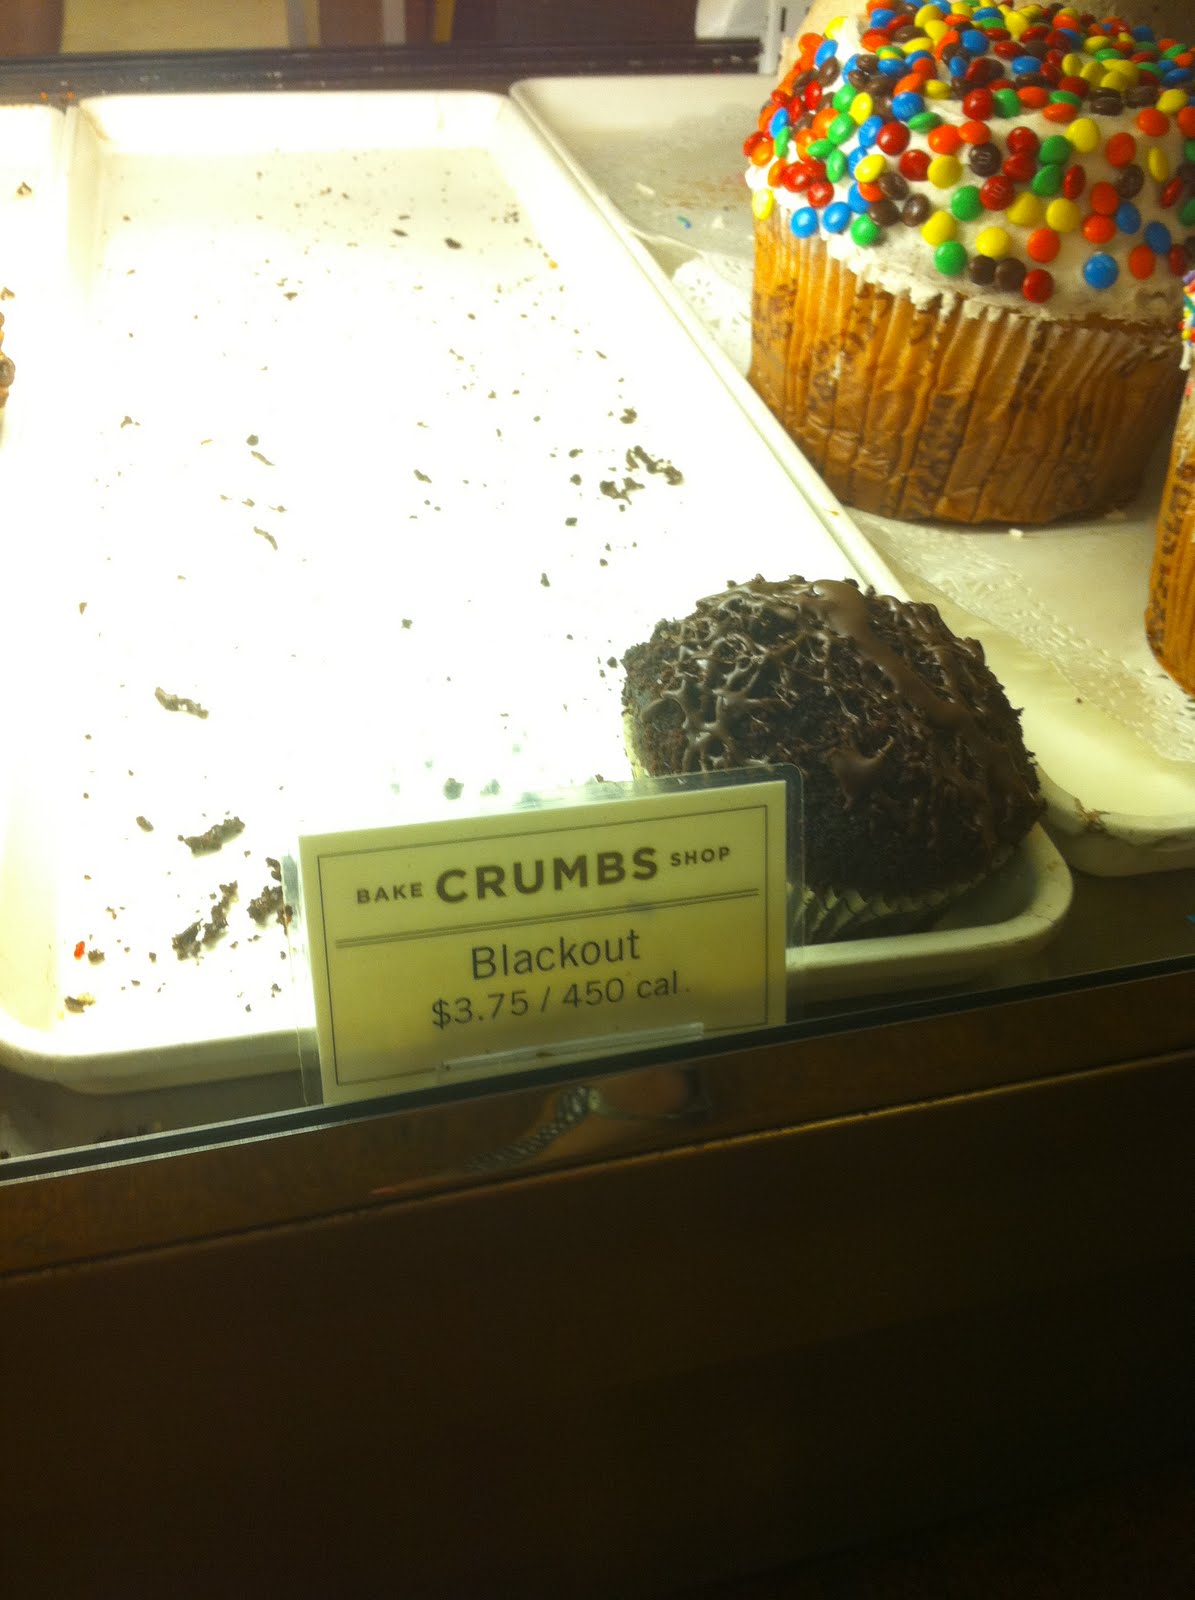 BAKE CRUMBS SHOP
Blackout
$3.75 / 450 cal.